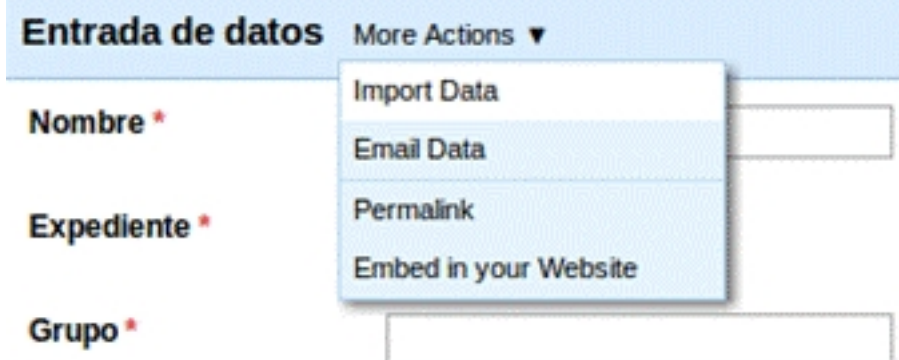 Entrada de datos More Actions ▼
Import Data
Nombre *
Email Data
Permalink
Expediente *
Embed in your Website
Grupo *